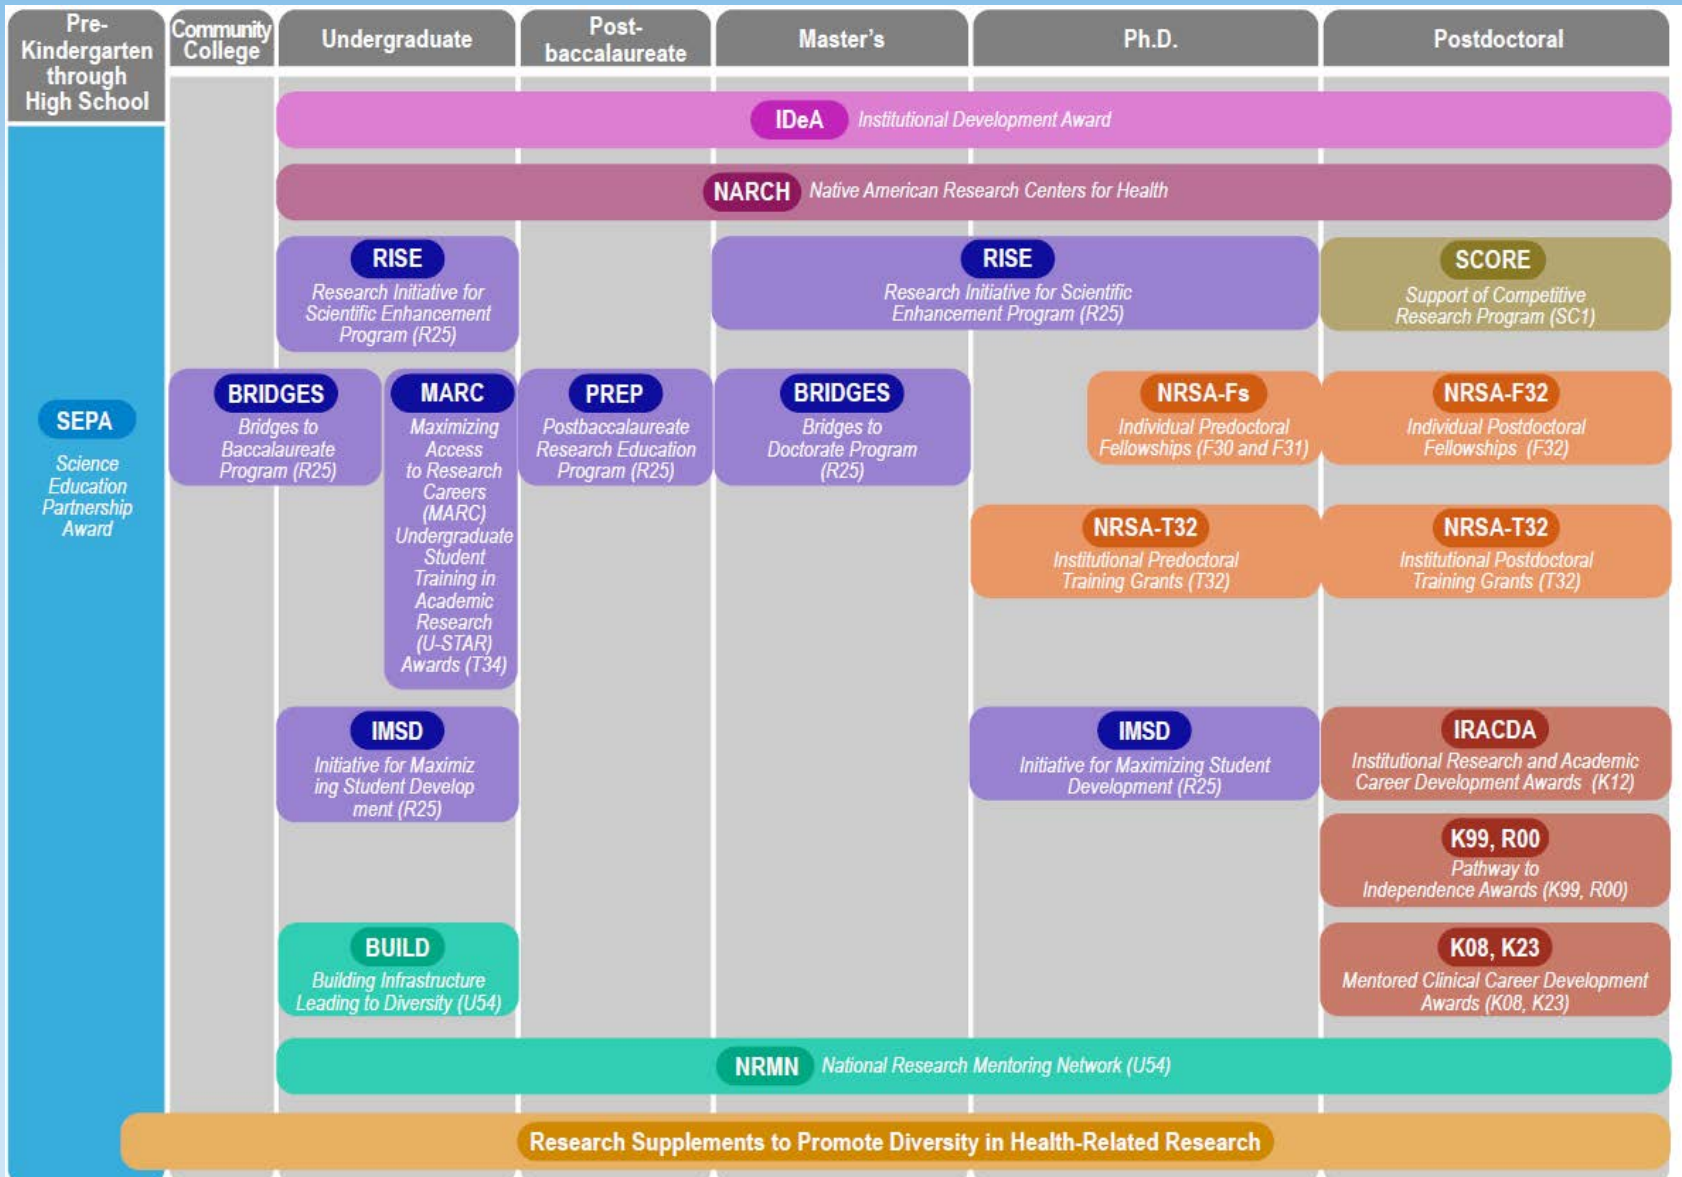 Pre-
Kindergarten
through
High School
Community
College
Undergraduate
Post-
baccalaureate
Master's
Ph.D.
Postdoctoral
IDeA Institutional Development Award
NARCH Native American Research Centers for Health
RISE
Research Initiative for
Scientific Enhancement
Program (R25)
RISE
Research Initiative for Scientific
Enhancement Program (R25)
SCORE
Support of Competitive
Research Program (SC1)
SEPA
Science
Education
Partnership
Award
BRIDGES
Bridges to
Baccalaureate
Program (R25)
MARC
Maximizing
Access
to Research
Careers
(MARC)
Undergraduate
Student
Training in
Academic
Research
(U-STAR)
Awards (T34)
PREP
Postbaccalaureate
Research Education
Program (R25)
BRIDGES
Bridges to
Doctorate Program
(R25)
NRSA-Fs
Individual Predoctoral
Fellowships (F30 and F31)
NRSA-F32
Individual Postdoctoral
Fellowships (F32)
NRSA-T32
Institutional Predoctoral
Training Grants (T32)
NRSA-T32
Institutional Postdoctoral
Training Grants (T32)
IMSD
Initiative for Maximiz
ing Student Develop
ment (R25)
IMSD
Initiative for Maximizing Student
Development (R25)
IRACDA
Institutional Research and Academic
Career Development Awards (K12)
K99, R00
Pathway to
Independence Awards (K99, R00)
BUILD
Building Infrastructure
Leading to Diversity (U54)
K08, K23
Mentored Clinical Career Development
Awards (K08, K23)
NRMN National Research Mentoring Network (U54)
Research Supplements to Promote Diversity in Health-Related Research